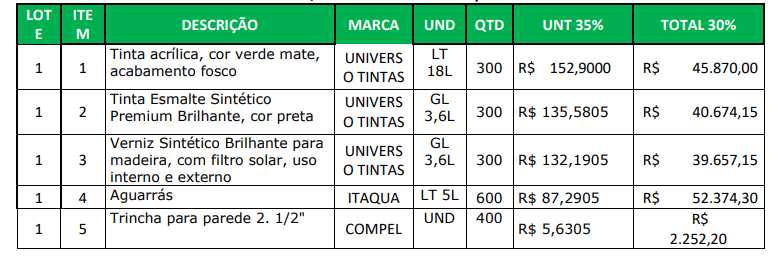 LOT
E ITE
M DESCRIÇÃO MARCA UND QTD UNT 35% TOTAL 30%
1 1 Tinta acrílica, cor verde mate,
acabamento fosco UNIVERS
O TINTAS LT
18L 300 R$ 152,9000 R$ 45.870,00
1 2 Tinta Esmalte Sintético
Premium Brilhante, cor preta UNIVERS
O TINTAS GL
3,6L 300 R$ 135,5805 R$ 40.674,15
1 3 Verniz Sintético Brilhante para
madeira, com filtro solar, uso
interno e externo UNIVERS
O TINTAS GL
3,6L 300 R$ 132,1905 R$ 39.657,15
1 4 Aguarrás ITAQUA LT 5L 600 R$ 87,2905 R$ 52.374,30
1 5 Trincha para parede 2. 1/2" COMPEL UND 400 R$ 5,6305 R$
2.252,20